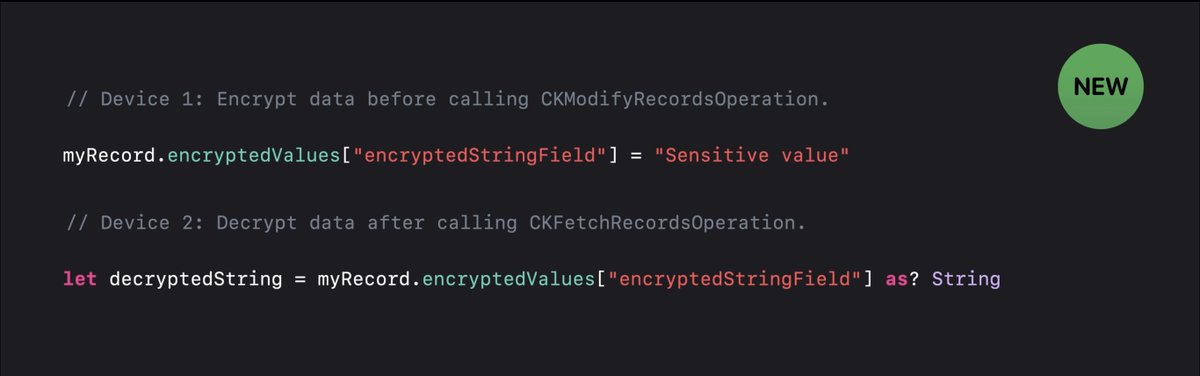 NEW
// Device 1: Encrypt data before calling CKModifyRecordsOperation.
myRecord.encryptedValues["encryptedStringField"] = "Sensitive value"
// Device 2: Decrypt data after calling CKFetchRecordsOperation.
let decryptedString = myRecord.encryptedValues["encryptedStringField"] as? String